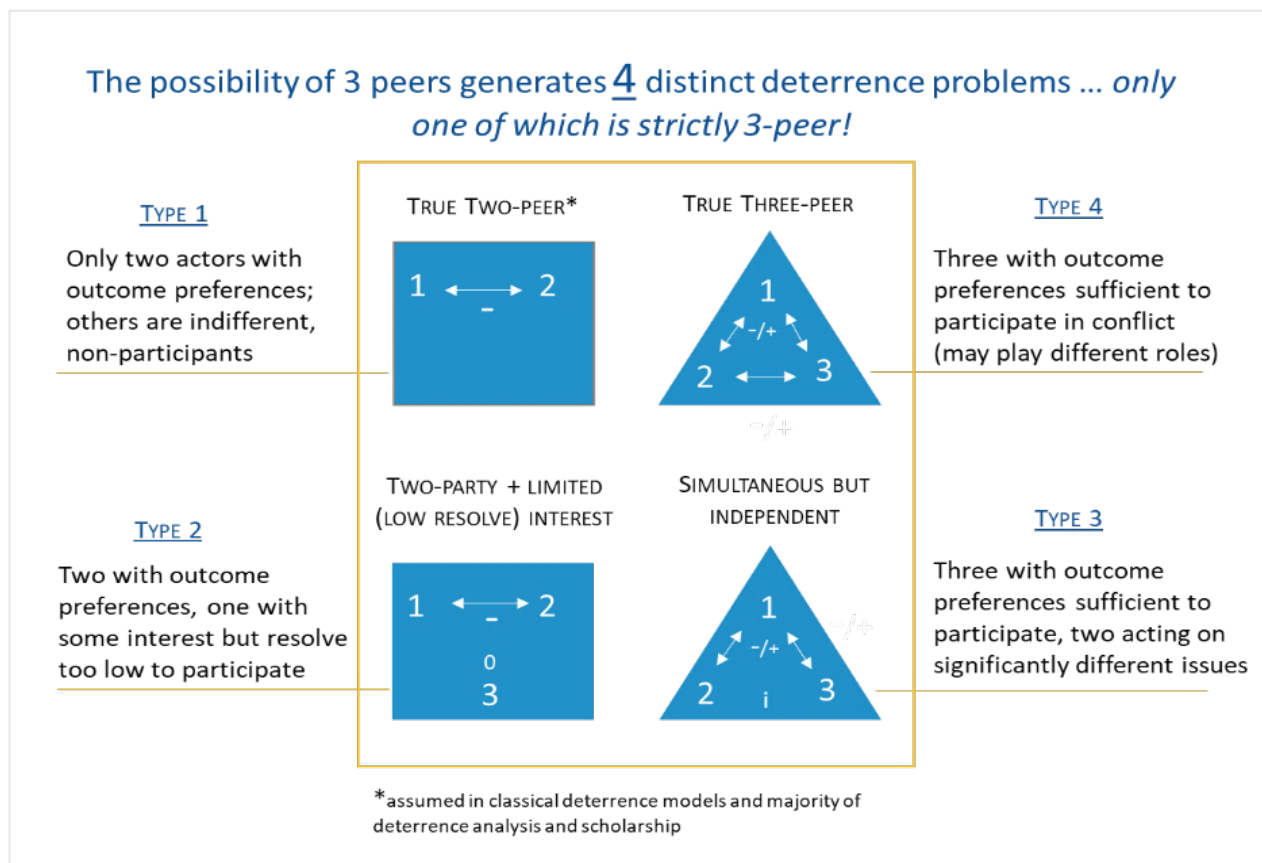 The possibility of 3 peers generates 4 distinct deterrence problems ... only
one of which is strictly 3-peer!
TYPE 1
Only two actors with
outcome preferences;
others are indifferent,
non-participants
TRUE TWO-PEER*
1 2
-
TRUE THREE-PEER
1
-/+
2 3
-/+
TYPE 4
Three with outcome
preferences sufficient to
participate in conflict
(may play different roles)
TYPE 2
Two with outcome
preferences, one with
some interest but resolve
too low to participate
TWO-PARTY + LIMITED
(LOW RESOLVE) INTEREST
1 2
-
0
3
SIMULTANEOUS BUT
INDEPENDENT
1
-/+
-/+
2 i 3
TYPE 3
Three with outcome
preferences sufficient to
participate, two acting on
significantly different issues
*assumed in classical deterrence models and majority of
deterrence analysis and scholarship